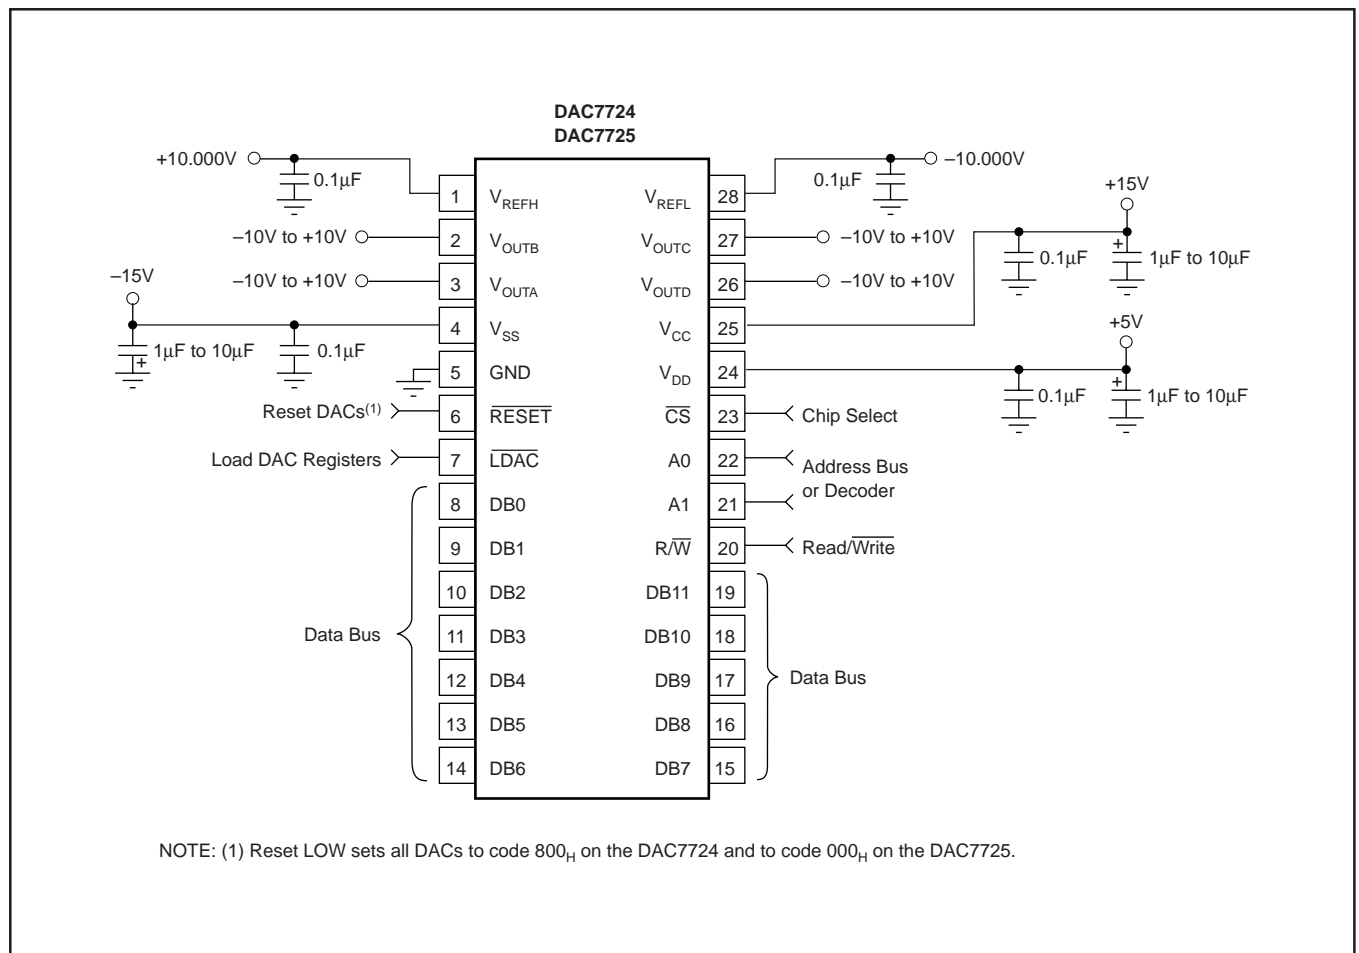 DAC7724
DAC7725
+10.000V
0.1µF
–10V to +10V
–10V to +10V
–15V
1µF to 10µF
+
0.1µF
Reset DACs(1)
Load DAC Registers
Data Bus
1 VREFH
2 VOUTB
3 VOUTA
4 VSS
5 GND
6 RESET
7 LDAC
8 DB0
9 DB1
10 DB2
11 DB3
12 DB4
13 DB5
14 DB6
VREFL 28
VOUTC 27
VOUTD 26
VCC 25
VDD 24
CS 23
A0 22
A1 21
R/W 20
DB11 19
DB10 18
DB9 17
DB8 16
DB7 15
0.1µF
–10.000V
–10V to +10V
–10V to +10V
+15V
0.1µF
+
1µF to 10µF
+5V
0.1µF
+
1µF to 10µF
Chip Select
Address Bus
or Decoder
Read/Write
Data Bus
NOTE: (1) Reset LOW sets all DACs to code 800H on the DAC7724 and to code 000H on the DAC7725.